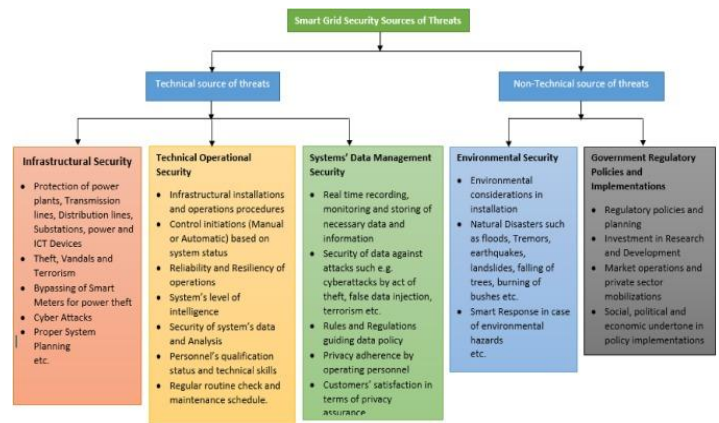 Smart Grid Security Sources of Threats
Technical source of threats
Non-Technical source of threats
Infrastructural Security
• Protection of power
plants, Transmission
lines, Distribution lines,
Substations, power and
ICT Devices
• Theft, Vandals and
Terrorism
• Bypassing of Smart
Meters for power theft
• Cyber Attacks
• Proper System
Planning
etc.
Technical Operational
Security
• Infrastructural installations
and operations procedures
• Control initiations (Manual
or Automatic) based on
system status
• Reliability and Resiliency of
operations
• System's level of
intelligence
• Security of system's data
and Analysis
• Personnel's qualification
status and technical skills
• Regular routine check and
maintenance schedule.
Systems' Data Management
Security
• Real time recording,
monitoring and storing of
necessary data and
information
• Security of data against
attacks such e.g.
cyberattacks by act of
theft, false data injection,
terrorism etc.
• Rules and Regulations
guiding data policy
• Privacy adherence by
operating personnel
• Customers' satisfaction in
terms of privacy
assurance
Environmental Security
• Environmental
considerations in
installation
• Natural Disasters such
as floods, Tremors,
earthquakes,
landslides, falling of
trees, burning of
bushes etc.
• Smart Response in case
of environmental
hazards
etc.
Government Regulatory
Policies and
Implementations
• Regulatory policies and
planning
• Investment in Research
and Development
• Market operations and
private sector
mobilizations
• Social, political and
economic undertone in
policy implementations